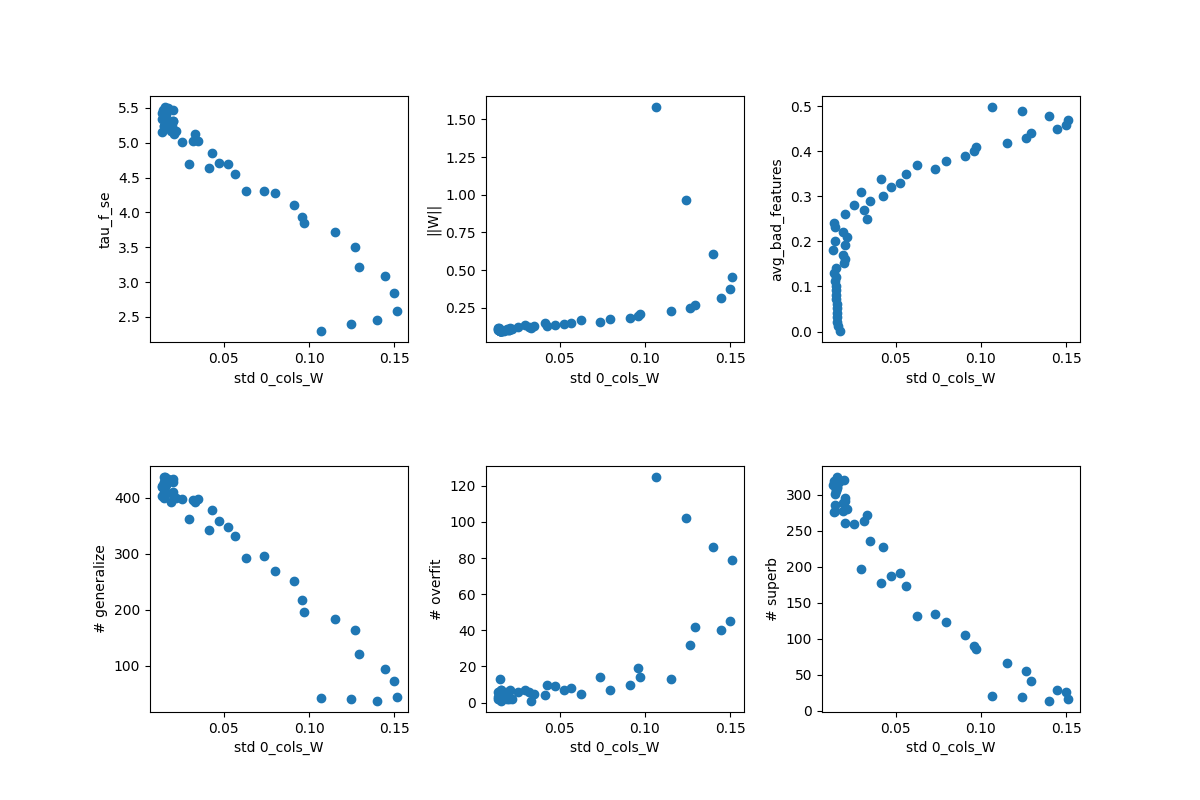 5.5
5.0
4.5
4.0
3.5
3.0
2.5
tau_f_se
0.05 0.10 0.15
std 0_cols_W
1.50
1.25
1.00
0.75
0.50
0.25
||W||
0.05 0.10 0.15
std 0_cols_W
0.5
0.4
0.3
0.2
0.1
0.0
avg_bad_features
0.05 0.10 0.15
std 0_cols_W
400
300
200
100
# generalize
0.05 0.10 0.15
std 0_cols_W
120
100
80
60
40
20
0
# overfit
0.05 0.10 0.15
std 0_cols_W
300
250
200
150
100
50
0
# superb
0.05 0.10 0.15
std 0_cols_W